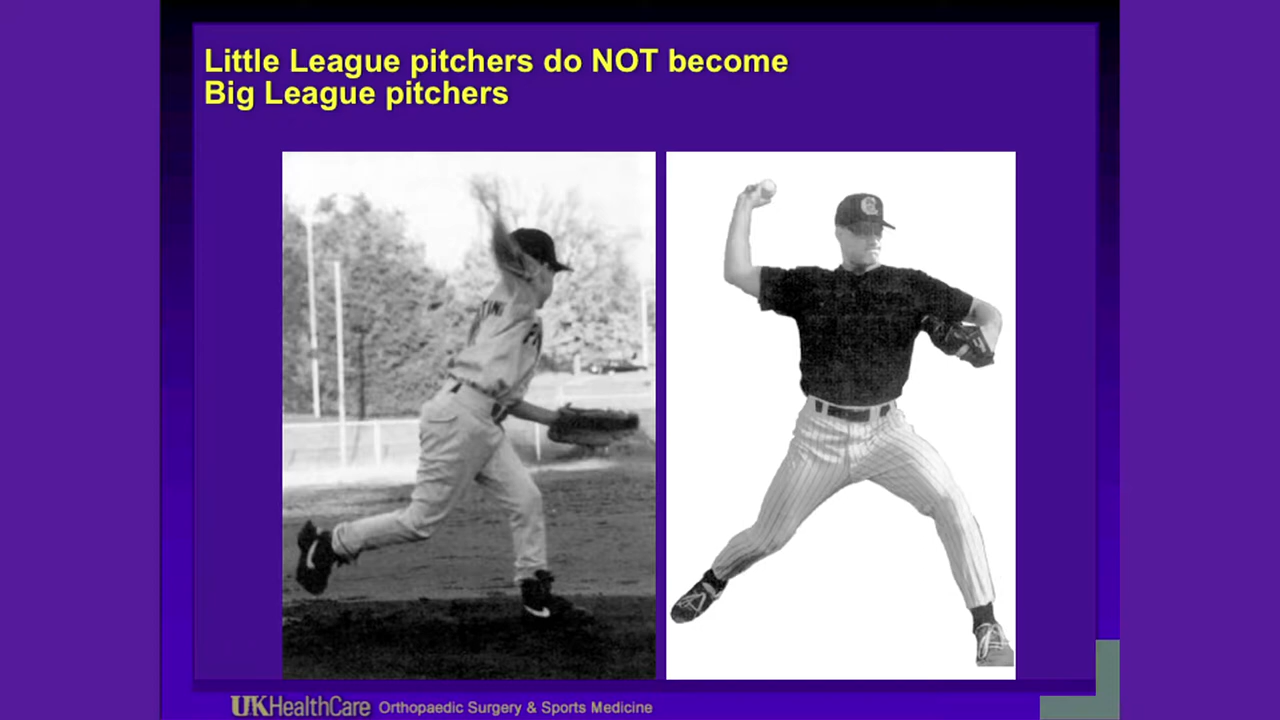 Little League pitchers do NOT become
Big League pitchers
UKHealthCare Orthopaedic Surgery & Sports Medicine